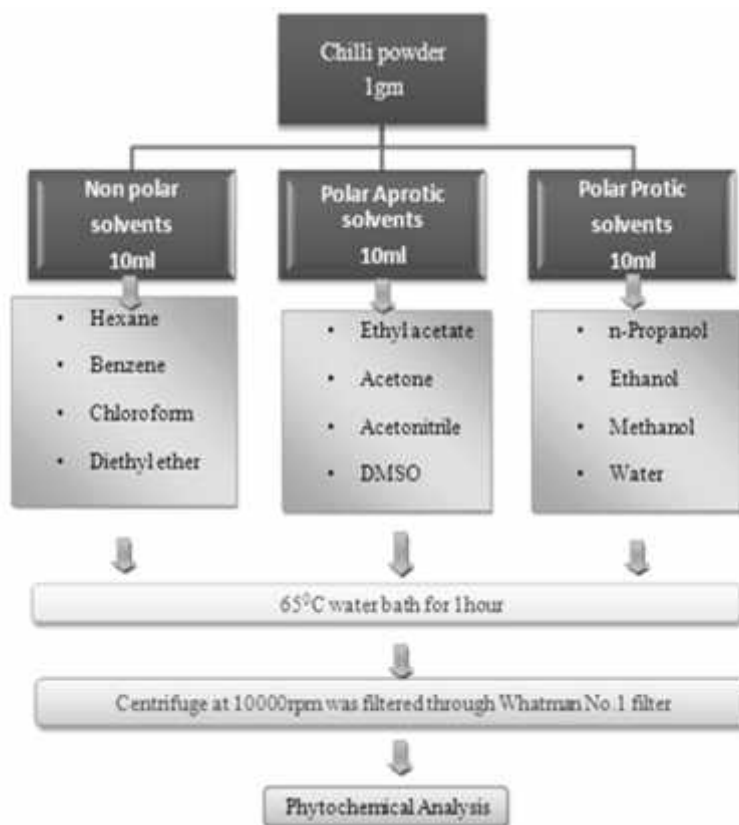 Chilli powder
1gm
Non polar
solvents
10ml
Polar Aprotic
solvents
10ml
Polar Protic
solvents
10ml
• Hexane
• Benzene
• Chloroform
• Diethyl ether
• Ethyl acetate
• Acetone
• Acetonitrile
• DMSO
• n-Propanol
• Ethanol
• Methanol
• Water
65⁰C water bath for 1hour
Centrifuge at 10000rpm was filtered through Whatman No.1 filter
Phytochemical Analysis